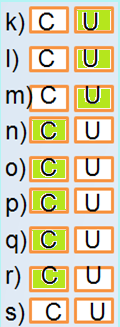 k) C U
l) C U
m) C U
n) C U
o) C U
p) C U
q) C U
r) C U
s) C U